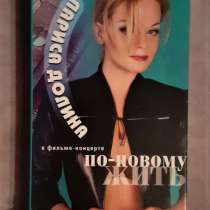 ЛАРИСА ДОЛИНА
в фильме-концерте
ПО-НОВОМУ
ЖИТЬ